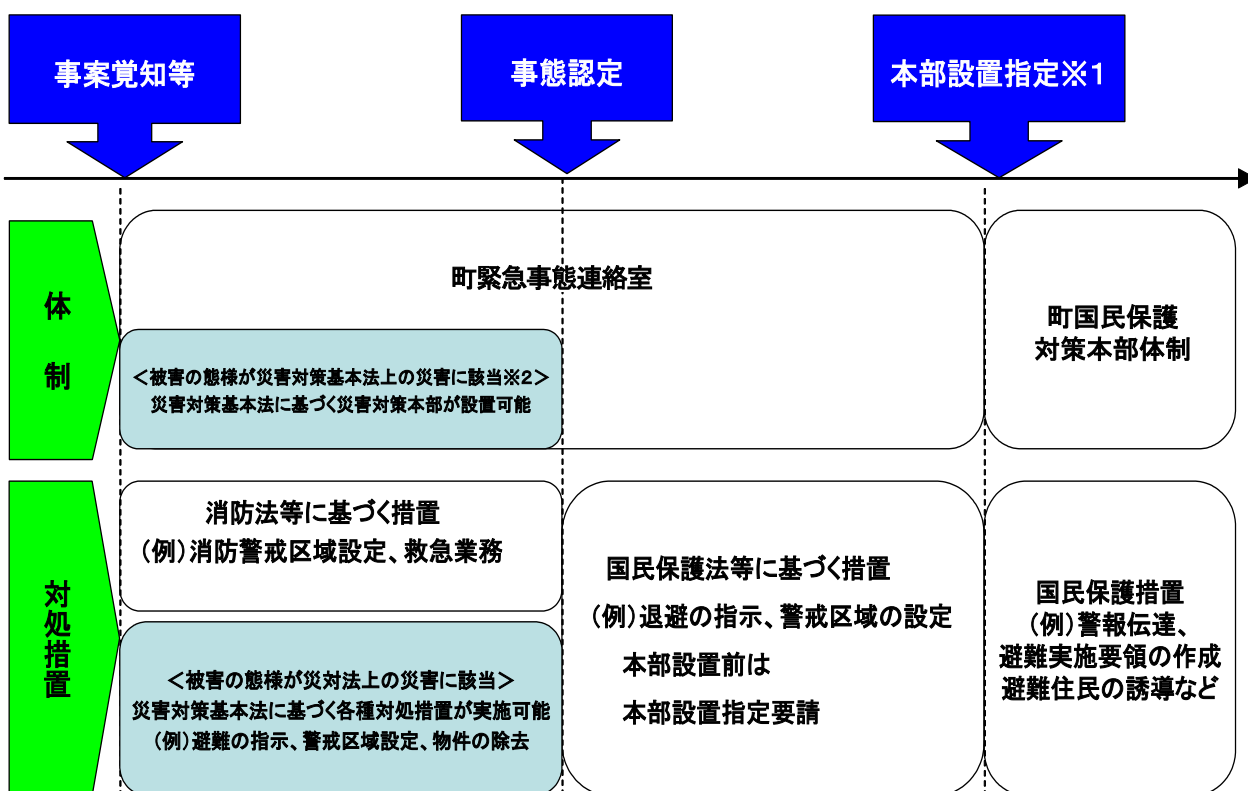 事案覚知等
事態認定
本部設置指定※1
体制
町緊急事態連絡室
<被害の態様が災害対策基本法上の災害に該当※2>
災害対策基本法に基づく災害対策本部が設置可能
町国民保護
対策本部体制
対処措置
消防法等に基づく措置
(例)消防警戒区域設定、救急業務
<被害の態様が災対法上の災害に該当>
災害対策基本法に基づく各種対処措置が実施可能
(例)避難の指示、警戒区域設定、物件の除去
国民保護法等に基づく措置
(例)退避の指示、警戒区域の設定
本部設置前は
本部設置指定要請
国民保護措置
(例)警報伝達、
避難実施要領の作成
避難住民の誘導など